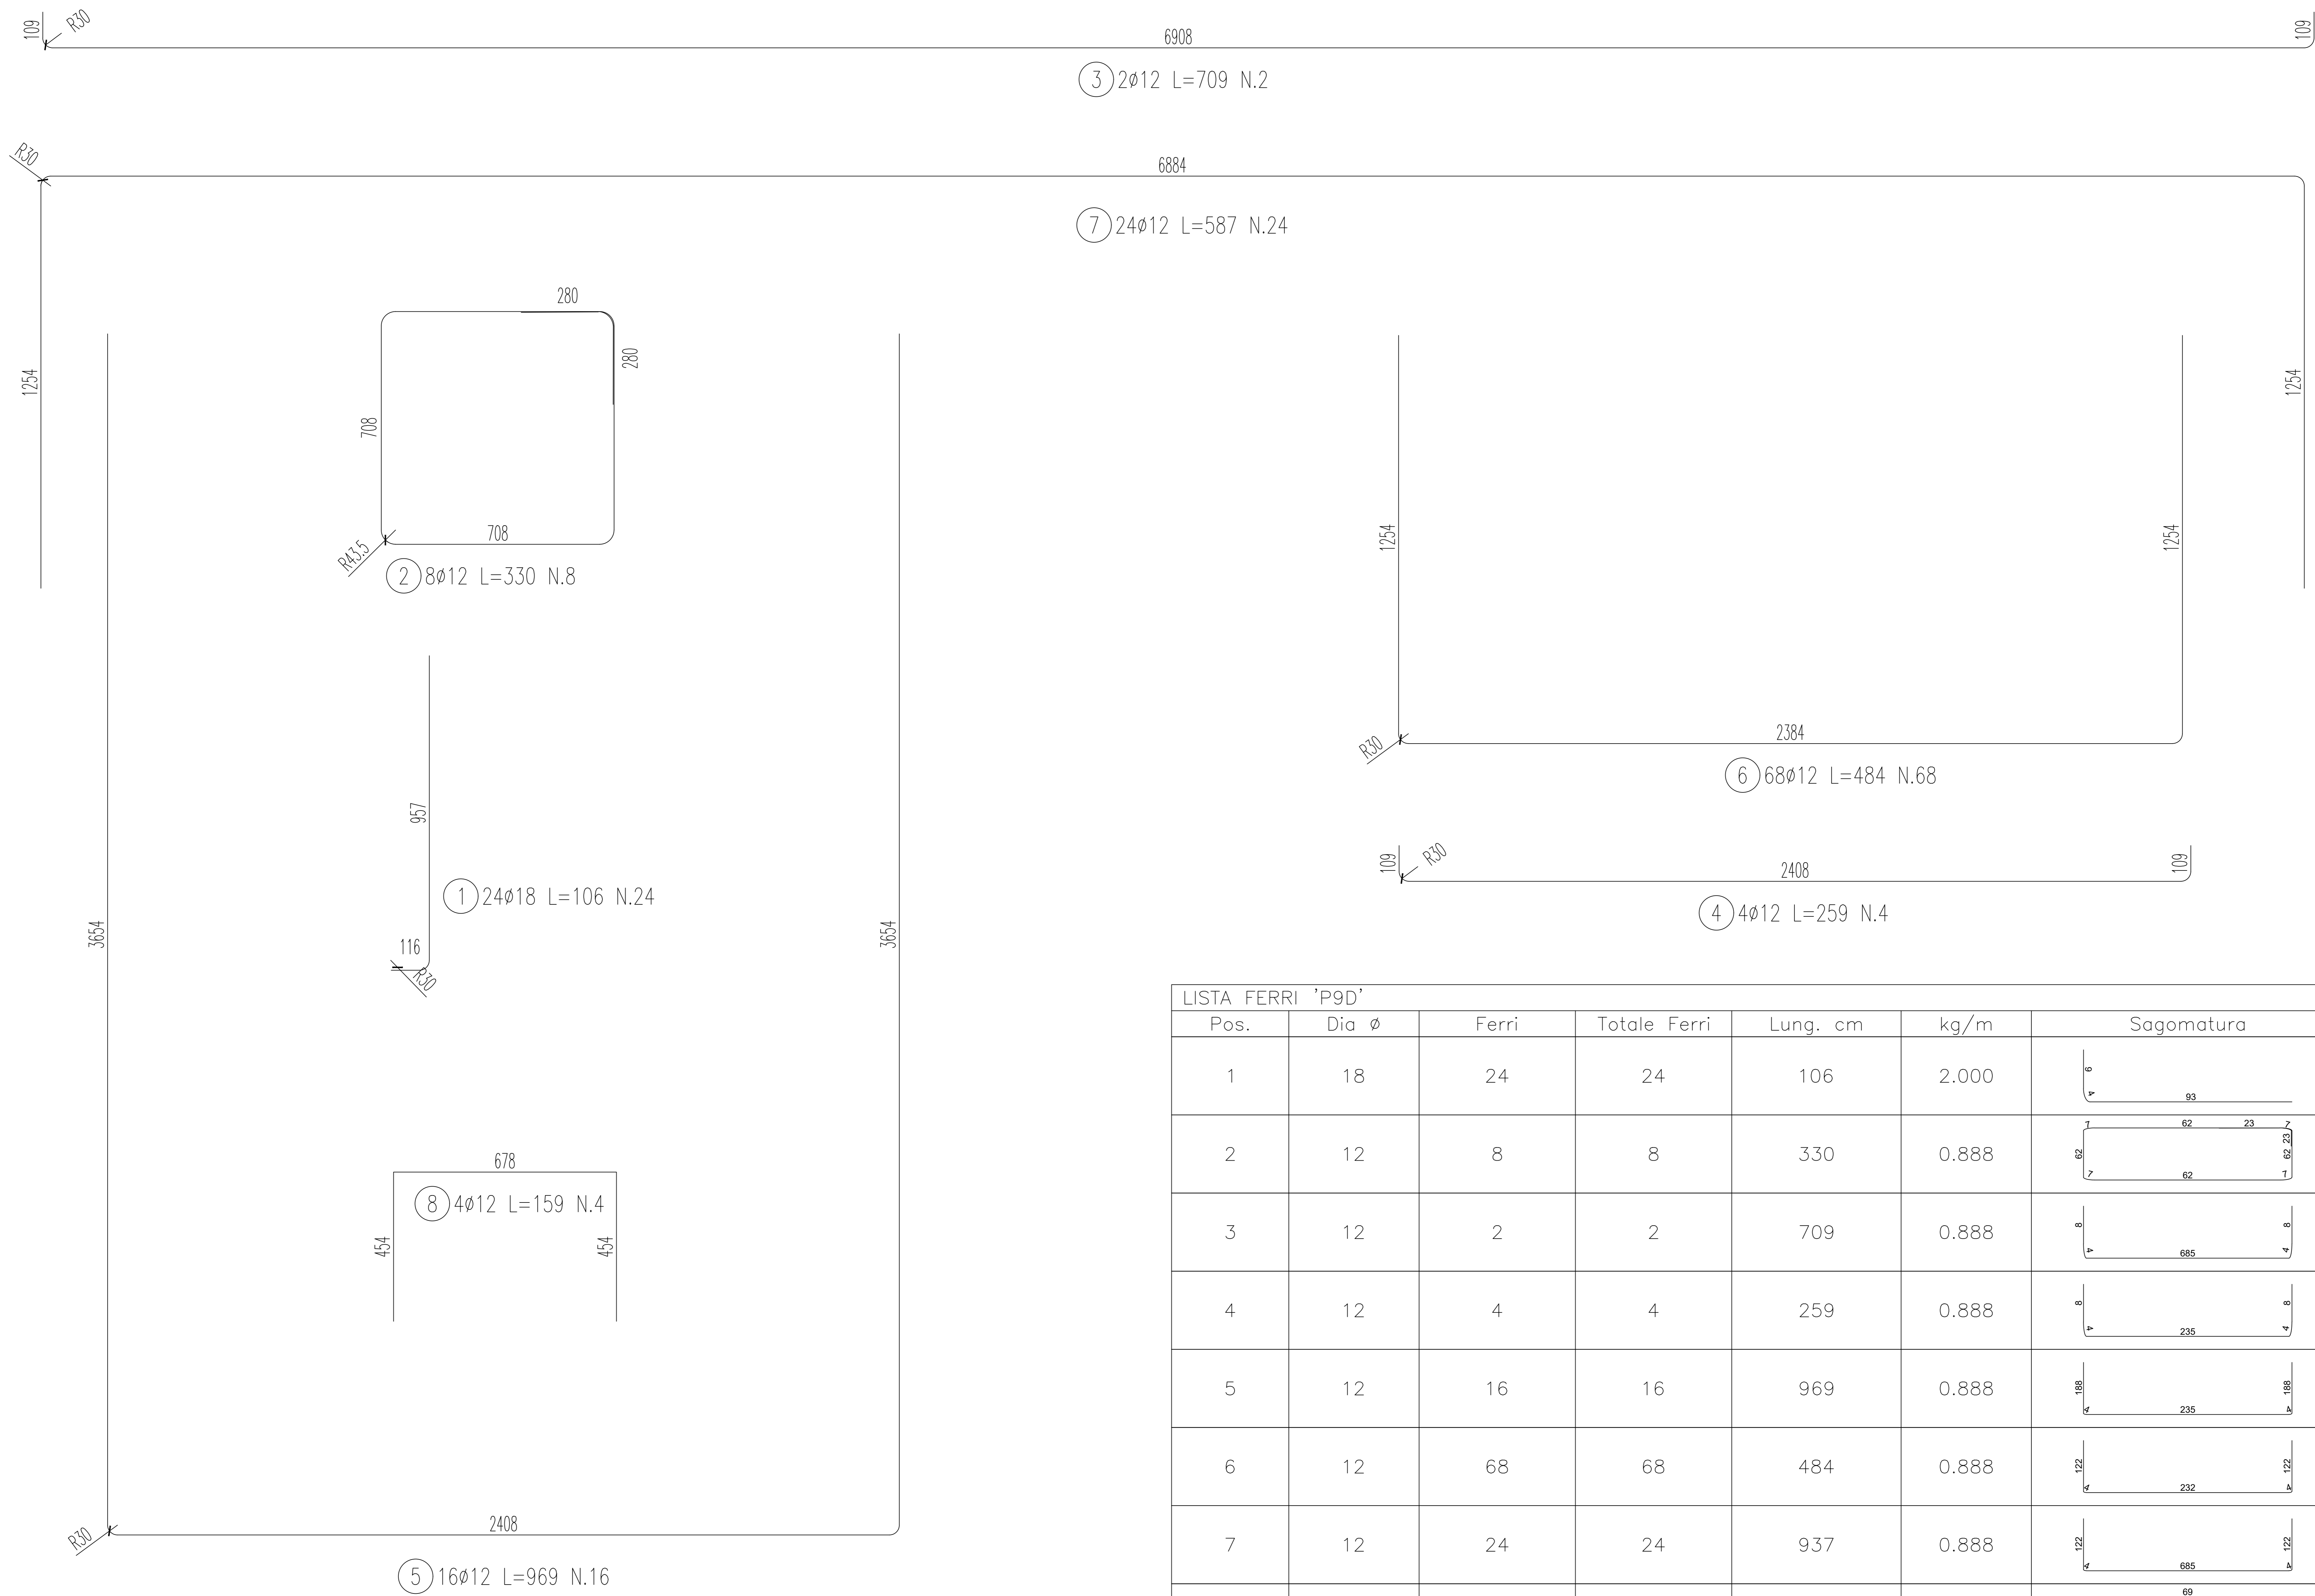 109
R30
6908
109
3 2ø12 L=709 N.2
R30
6884
7 24ø12 L=587 N.24
1254
1254
280
280
708
708
R43.5
2 8ø12 L=330 N.8
1254
1254
2384
R30
6 68ø12 L=484 N.68
957
1 24ø18 L=106 N.24
116
R30
109
R30
2408
109
4 4ø12 L=259 N.4
3654
3654
678
8 4ø12 L=159 N.4
454
454
2408
R30
5 16ø12 L=969 N.16
LISTA FERRI 'P9D'
Pos. Dia ø Ferri Totale Ferri Lung. cm kg/m Sagomatura
1 18 24 24 106 2.000 9 4 93
2 12 8 8 330 0.888 7 62 23 7 62 62 23 7 62 7
3 12 2 2 709 0.888 8 8 4 685 4
4 12 4 4 259 0.888 8 8 4 235 4
5 12 16 16 969 0.888 188 188 4 235 4
6 12 68 68 484 0.888 122 122 4 232 4
7 12 24 24 937 0.888 122 122 4 685 4
69